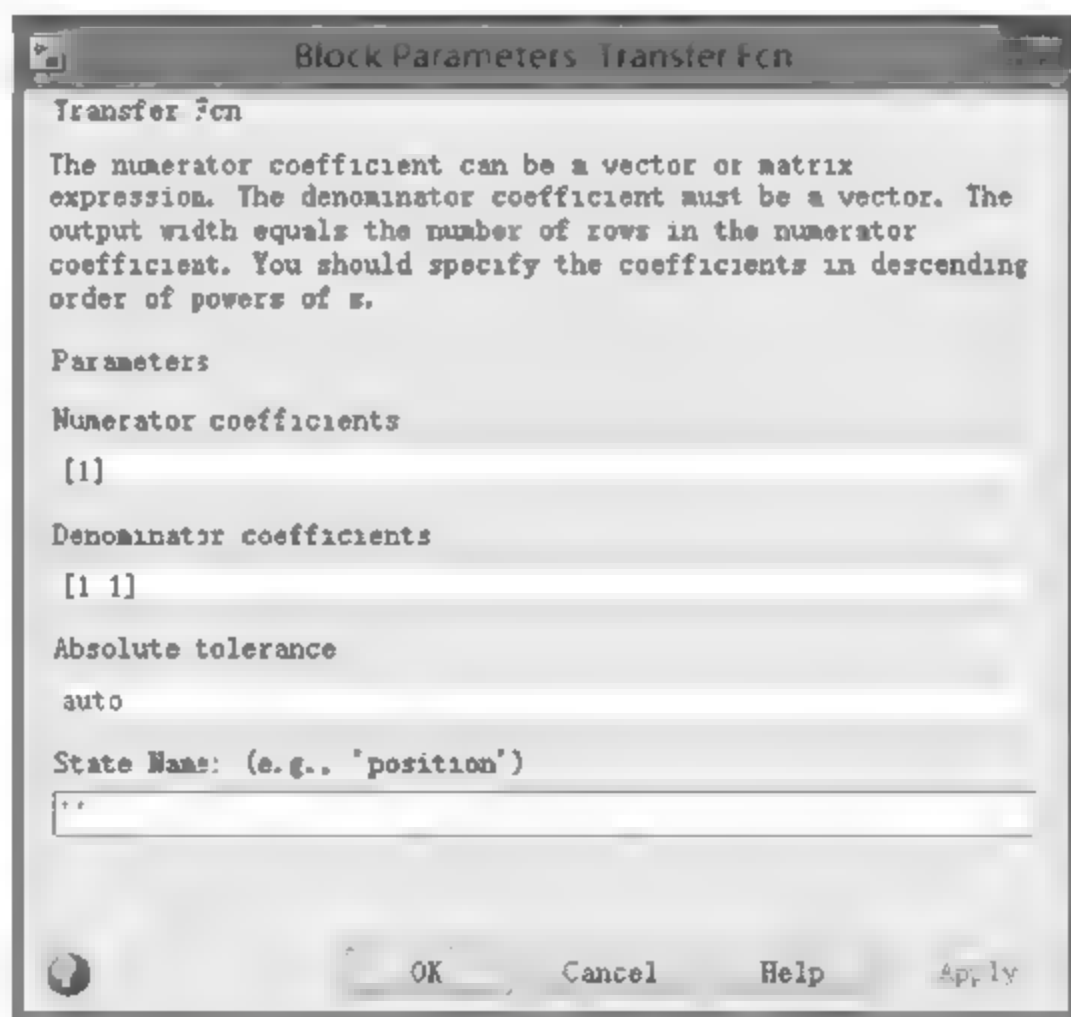 Block Parameters Transfer Fcn
Transfer Fcn
The numerator coefficient can be a vector or matrix
expression. The denominator coefficient must be a vector. The
output width equals the number of rows in the numerator
coefficient. You should specify the coefficients in descending
order of powers of s.
Parameters
Numerator coefficients
[1]
Denominator coefficients
[1 1]
Absolute tolerance
auto
State Name: (e.g., 'position')
''
OK Cancel Help Apply